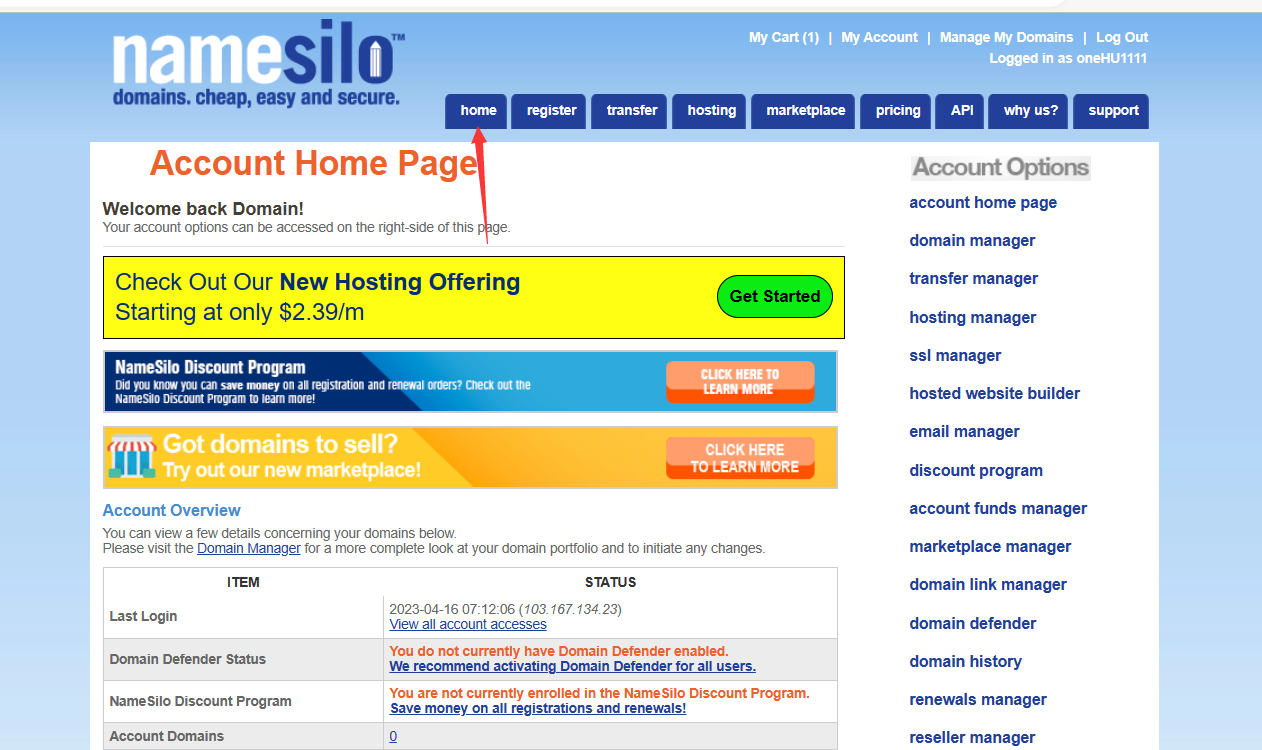 namesilo™
domains. cheap, easy and secure.
My Cart (1) | My Account | Manage My Domains | Log Out
Logged in as oneHU1111
home register transfer hosting marketplace pricing API why us? support
Account Home Page
Welcome back Domain!
Your account options can be accessed on the right-side of this page.
Check Out Our New Hosting Offering
Starting at only $2.39/m
Get Started
NameSilo Discount Program
Did you know you can save money on all registration and renewal orders? Check out the
NameSilo Discount Program to learn more!
CLICK HERE TO
LEARN MORE
Got domains to sell?
Try out our new marketplace!
CLICK HERE
TO LEARN MORE
Account Overview
You can view a few details concerning your domains below.
Please visit the Domain Manager for a more complete look at your domain portfolio and to initiate any changes.
ITEM STATUS
Last Login
2023-04-16 07:12:06 (103.167.134.23)
View all account accesses
Domain Defender Status
You do not currently have Domain Defender enabled.
We recommend activating Domain Defender for all users.
NameSilo Discount Program
You are not currently enrolled in the NameSilo Discount Program.
Save money on all registrations and renewals!
Account Domains 0
Account Options
account home page
domain manager
transfer manager
hosting manager
ssl manager
hosted website builder
email manager
discount program
account funds manager
marketplace manager
domain link manager
domain defender
domain history
renewals manager
reseller manager